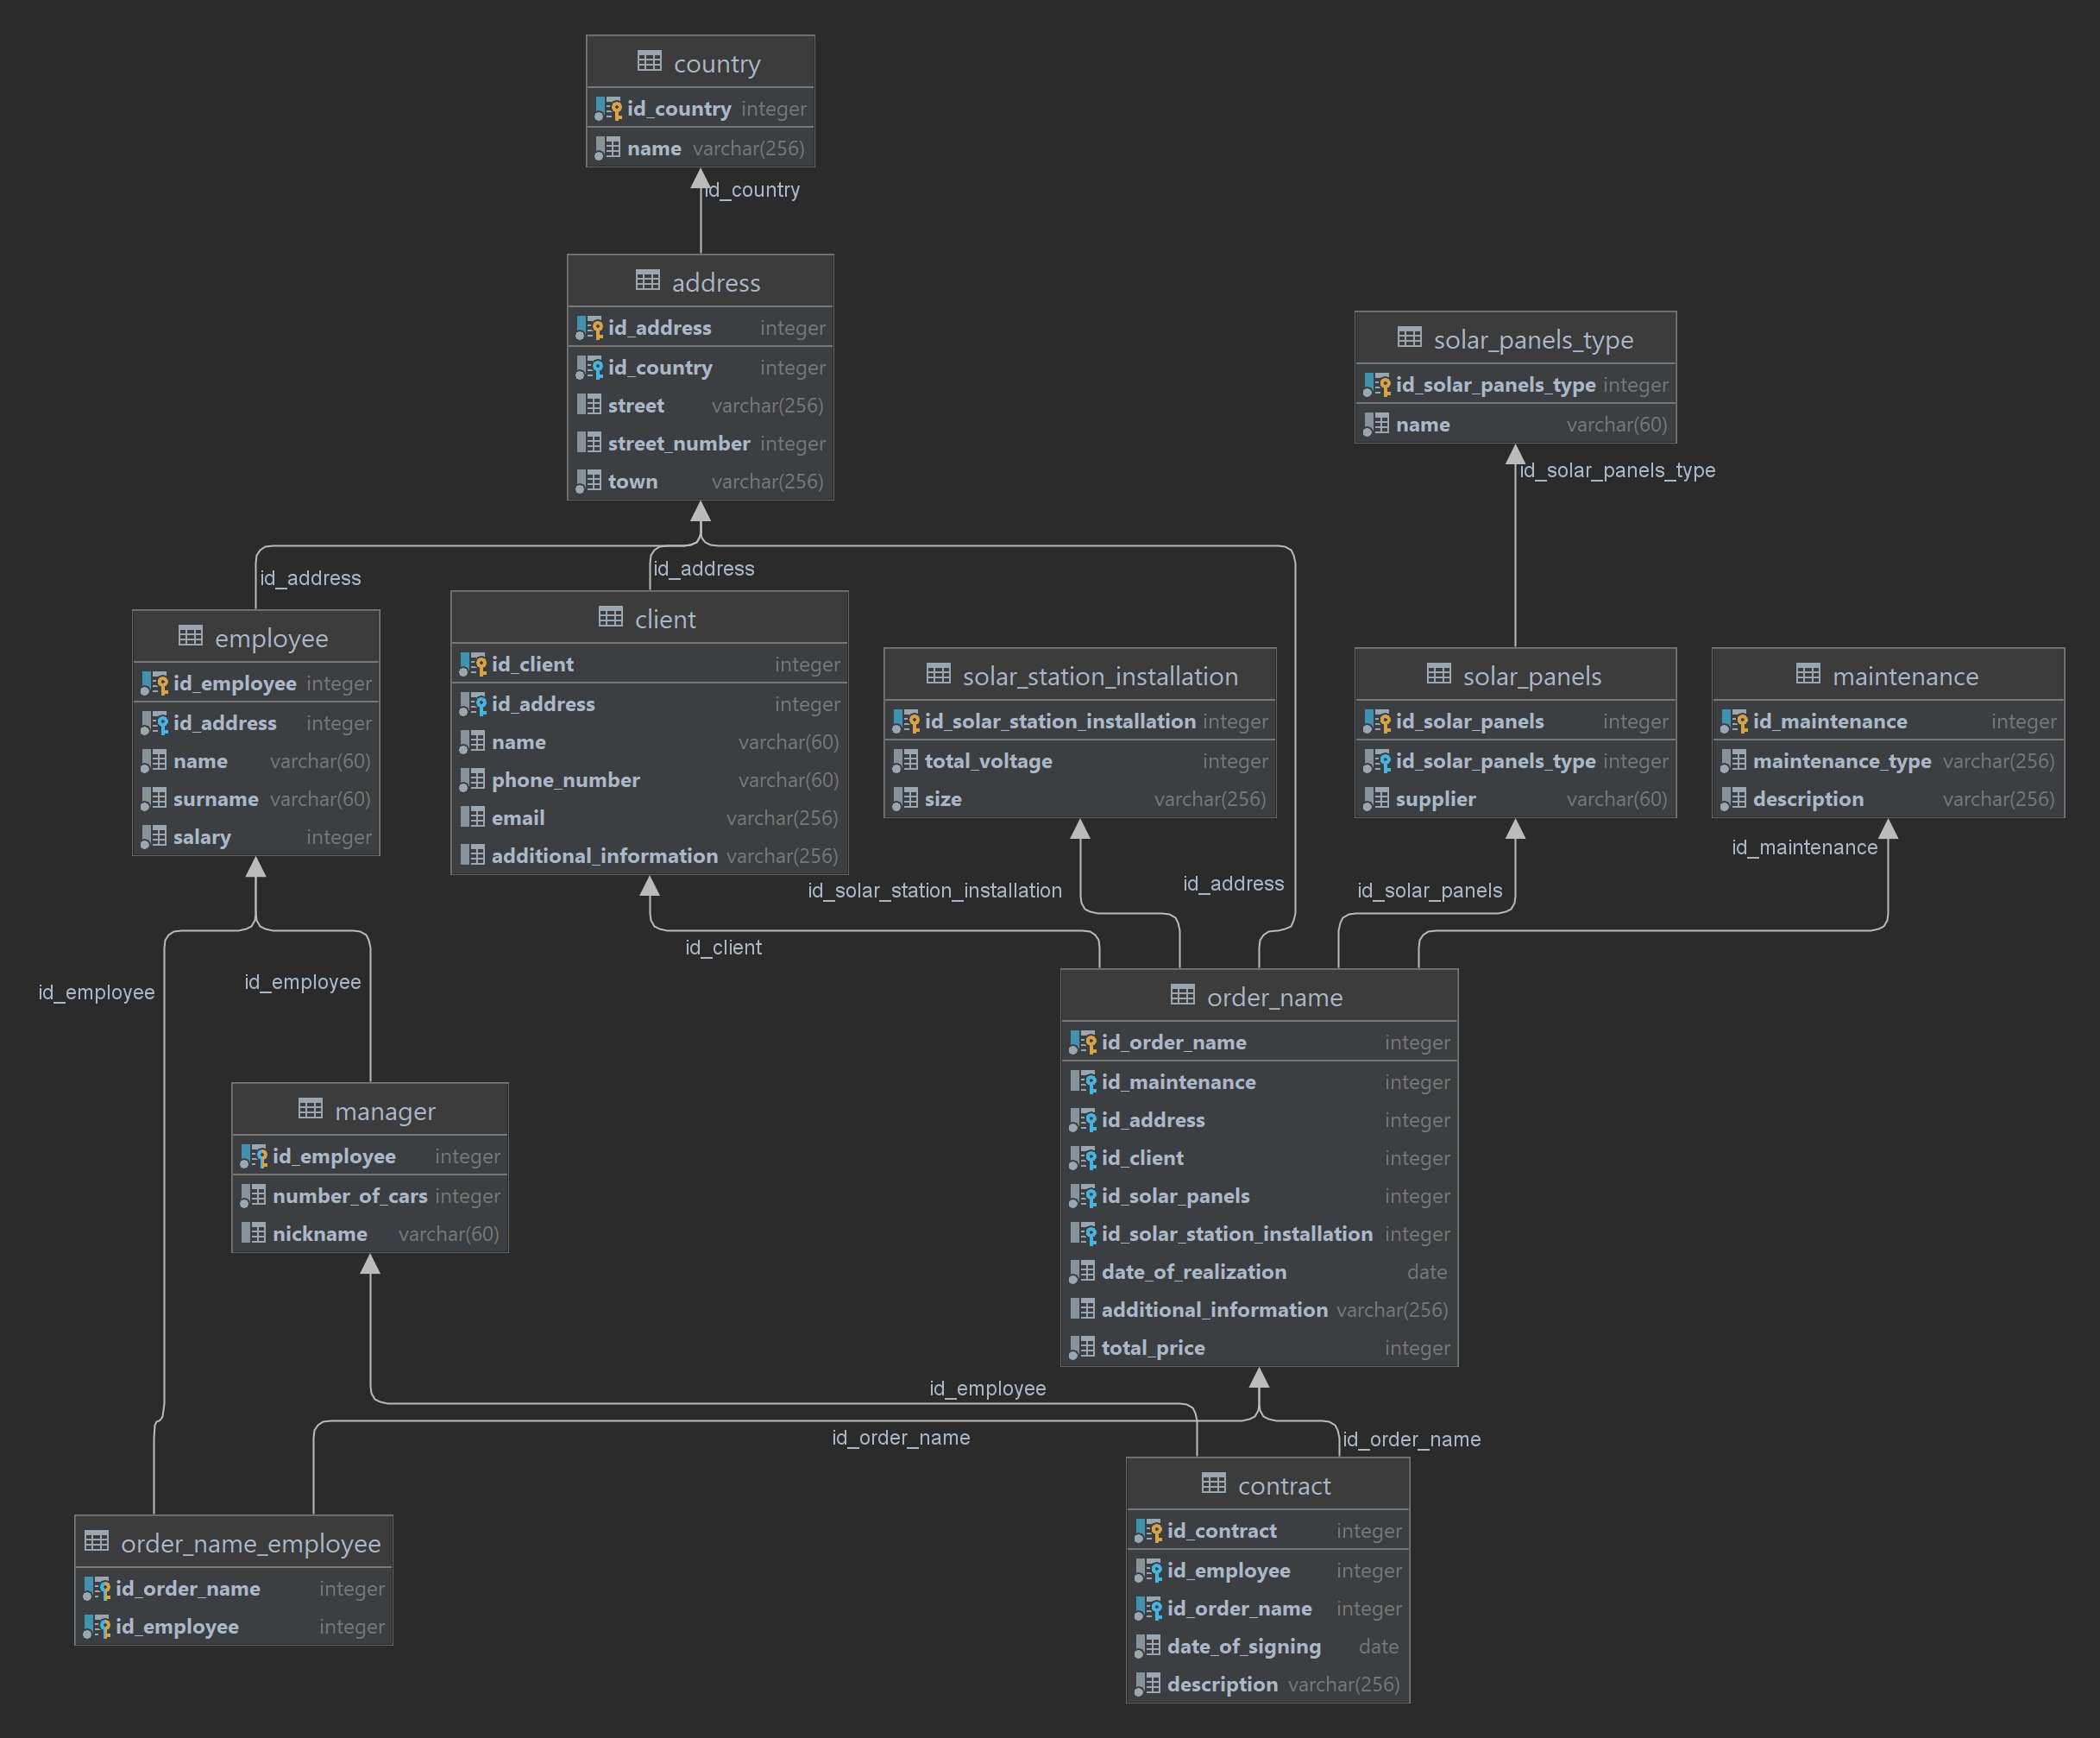 country
id_country integer
name varchar(256)
id_country
address
id_address integer
id_country integer
street varchar(256)
street_number integer
town varchar(256)
solar_panels_type
id_solar_panels_type integer
name varchar(60)
id_solar_panels_type
id_address
id_address
employee
id_employee integer
id_address integer
name varchar(60)
surname varchar(60)
salary integer
client
id_client integer
id_address integer
name varchar(60)
phone_number varchar(60)
email varchar(256)
additional_information varchar(256)
solar_station_installation
id_solar_station_installation integer
total_voltage integer
size varchar(256)
solar_panels
id_solar_panels integer
id_solar_panels_type integer
supplier varchar(60)
maintenance
id_maintenance integer
maintenance_type varchar(256)
description varchar(256)
id_maintenance
id_solar_station_installation
id_address
id_solar_panels
id_client
id_employee
id_employee
order_name
id_order_name integer
id_maintenance integer
id_address integer
id_client integer
id_solar_panels integer
id_solar_station_installation integer
date_of_realization date
additional_information varchar(256)
total_price integer
manager
id_employee integer
number_of_cars integer
nickname varchar(60)
id_employee
id_order_name
id_order_name
contract
id_contract integer
id_employee integer
id_order_name integer
date_of_signing date
description varchar(256)
order_name_employee
id_order_name integer
id_employee integer